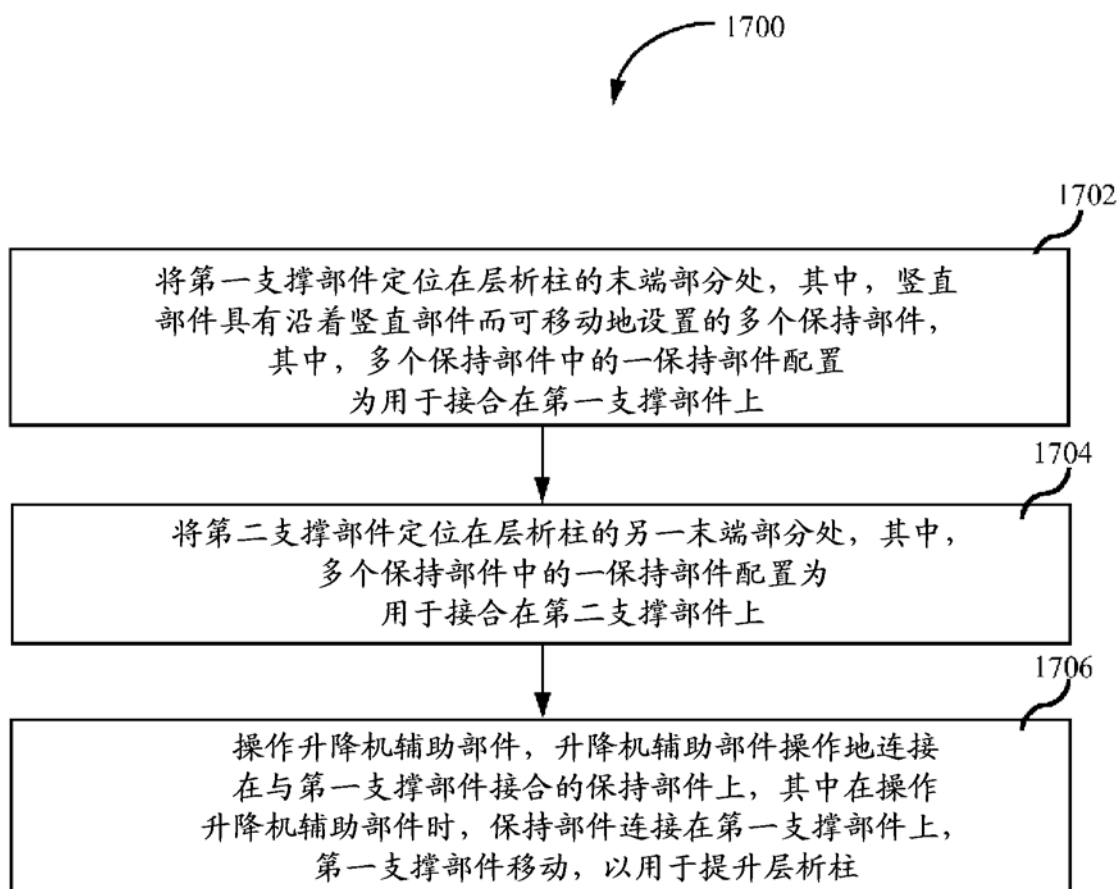 1700
1702
将第一支撑部件定位在层析柱的末端部分处，其中，竖直
部件具有沿着竖直部件而可移动地设置的多个保持部件，
其中，多个保持部件中的一保持部件配置
为用于接合在第一支撑部件上
1704
将第二支撑部件定位在层析柱的另一末端部分处，其中，
多个保持部件中的一保持部件配置为
用于接合在第二支撑部件上
1706
操作升降机辅助部件，升降机辅助部件操作地连接
在与第一支撑部件接合的保持部件上，其中在操作
升降机辅助部件时，保持部件连接在第一支撑部件上，
第一支撑部件移动，以用于提升层析柱